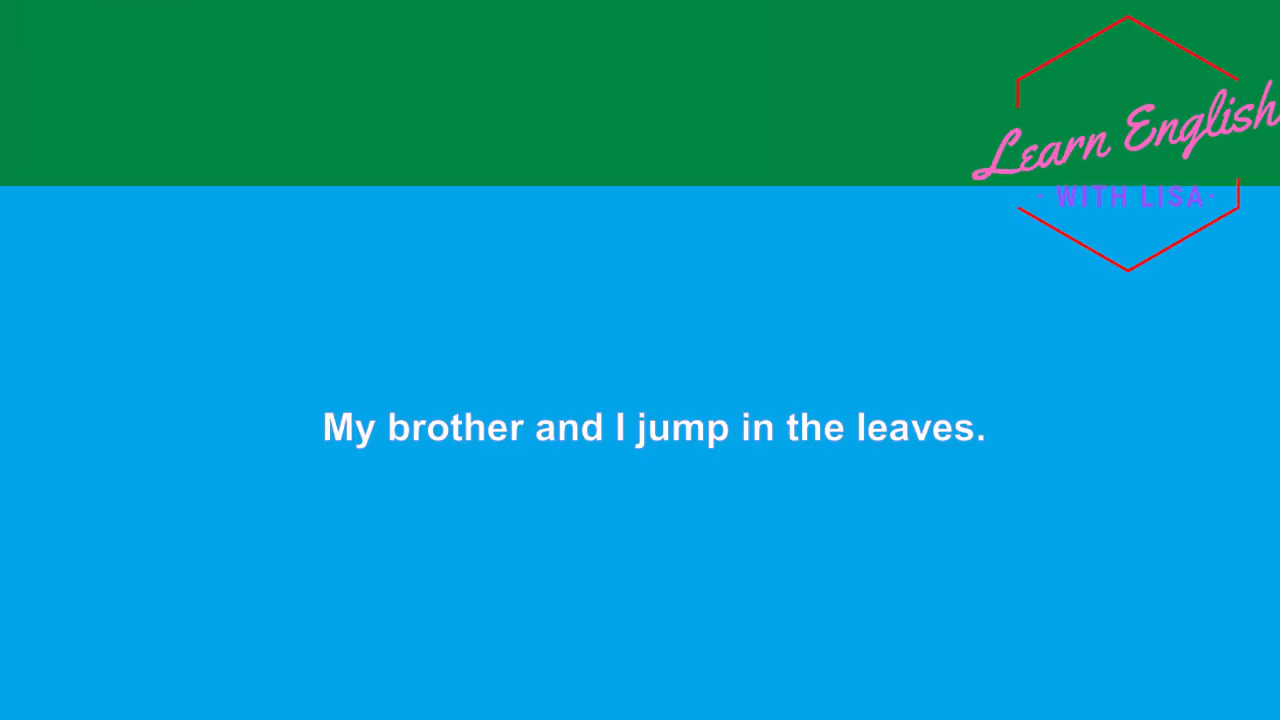 Learn English
· WITH LISA·
My brother and I jump in the leaves.